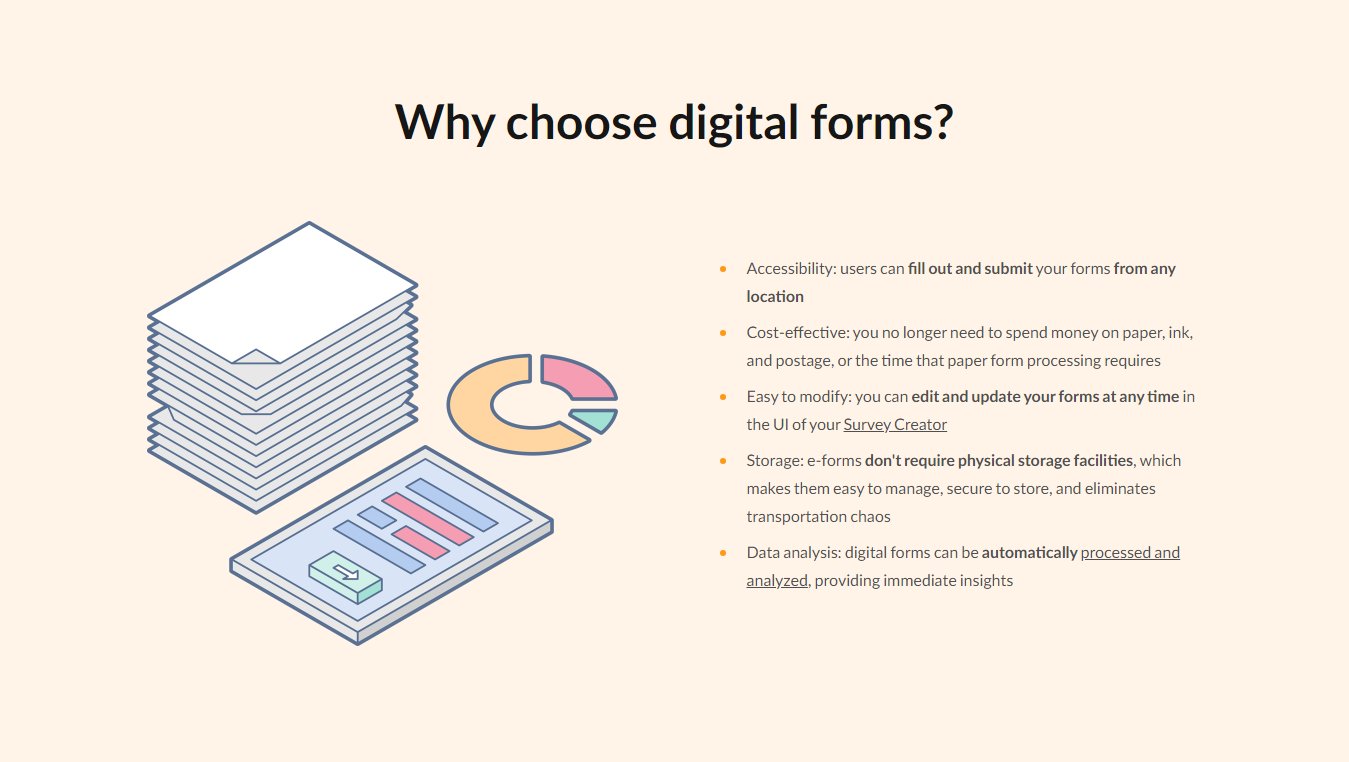 Why choose digital forms?
Accessibility: users can fill out and submit your forms from any
location
Cost-effective: you no longer need to spend money on paper, ink,
and postage, or the time that paper form processing requires
Easy to modify: you can edit and update your forms at any time in
the UI of your Survey Creator
Storage: e-forms don't require physical storage facilities, which
makes them easy to manage, secure to store, and eliminates
transportation chaos
Data analysis: digital forms can be automatically processed and
analyzed, providing immediate insights